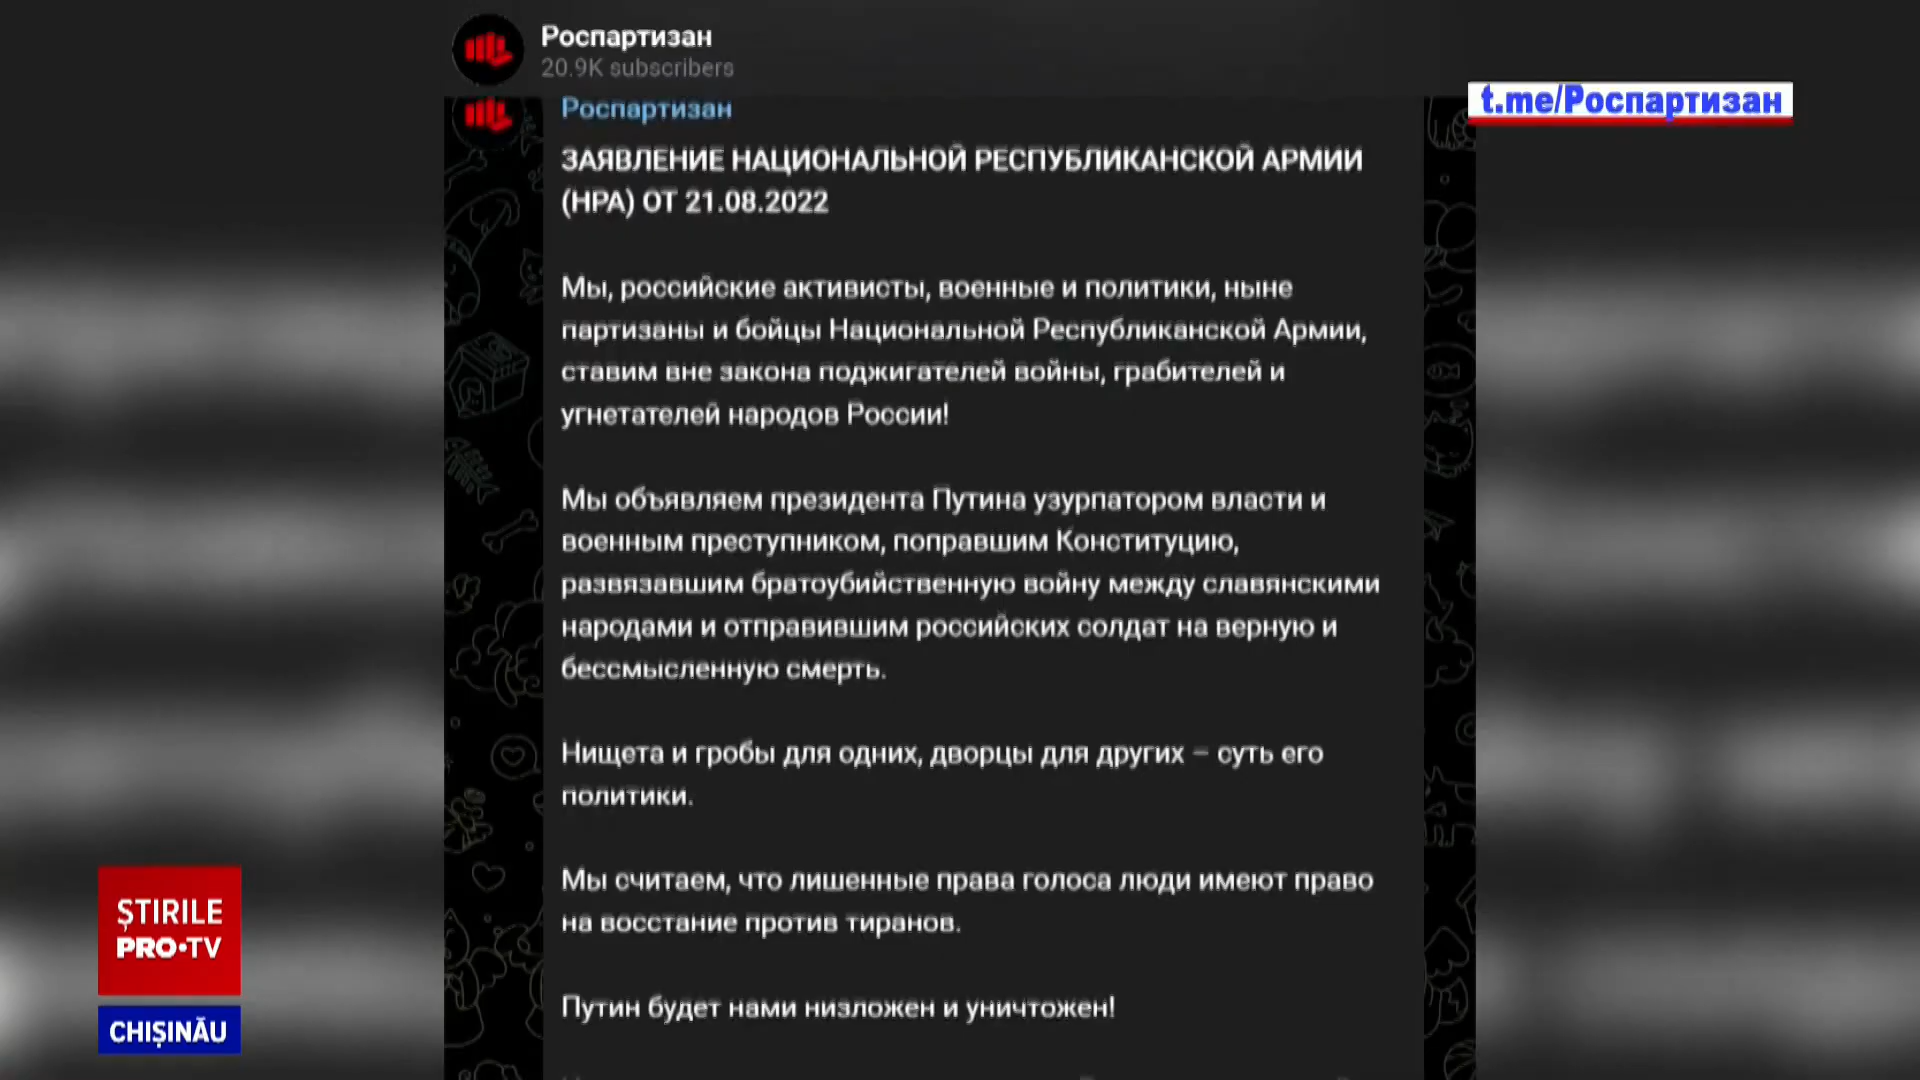 Роспартизан
20.9K subscribers
t.me/Роспартизан
Роспартизан
ЗАЯВЛЕНИЕ НАЦИОНАЛЬНОЙ РЕСПУБЛИКАНСКОЙ АРМИИ
(НРА) ОТ 21.08.2022
Мы, российские активисты, военные и политики, ныне
партизаны и бойцы Национальной Республиканской Армии,
ставим вне закона поджигателей войны, грабителей и
угнетателей народов России!
Мы объявляем президента Путина узурпатором власти и
военным преступником, поправшим Конституцию,
развязавшим братоубийственную войну между славянскими
народами и отправившим российских солдат на верную и
бессмысленную смерть.
Нищета и гробы для одних, дворцы для других – суть его
политики.
Мы считаем, что лишенные права голоса люди имеют право
на восстание против тиранов.
Путин будет нами низложен и уничтожен!
ȘTIRILE
PRO•TV
CHIȘINĂU